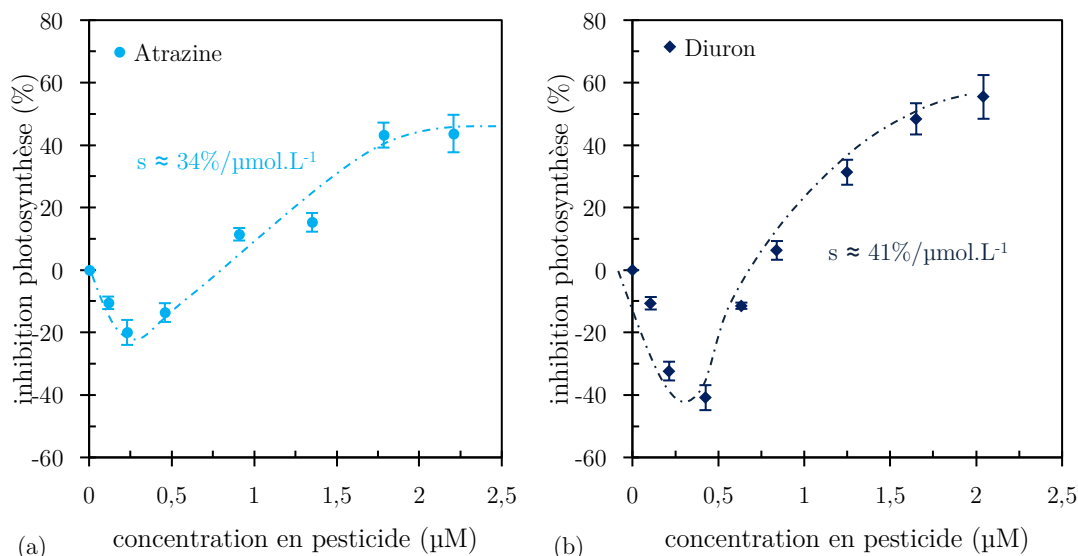 80
60
40
20
0
-20
-40
-60
inhibition photosynthèse (%)
Atrazine
s ≈ 34%/µmol.L⁻¹
0 0,5 1 1,5 2 2,5
concentration en pesticide (µM)
(a)
80
60
40
20
0
-20
-40
-60
inhibition photosynthèse (%)
Diuron
s ≈ 41%/µmol.L⁻¹
0 0,5 1 1,5 2 2,5
concentration en pesticide (µM)
(b)